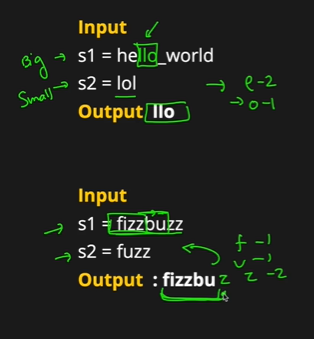 Input
Big → s1 = hello_world
Small → s2 = lol → l-2
Output llo → o-1
Input
→ s1 = fizzbuzz
→ s2 = fuzz f-1
u-1
Output : fizzbuz z-2